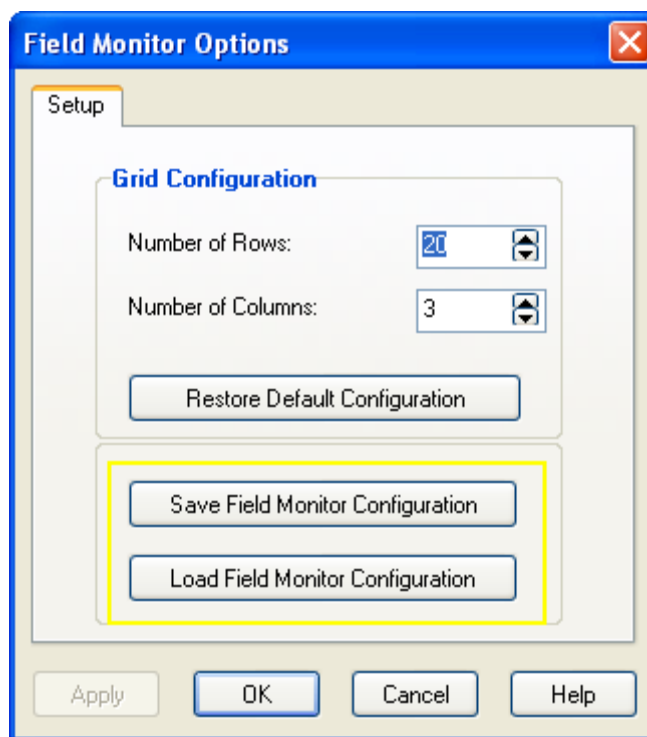 Field Monitor Options
Setup
Grid Configuration
Number of Rows: 20
Number of Columns: 3
Restore Default Configuration
Save Field Monitor Configuration
Load Field Monitor Configuration
Apply OK Cancel Help